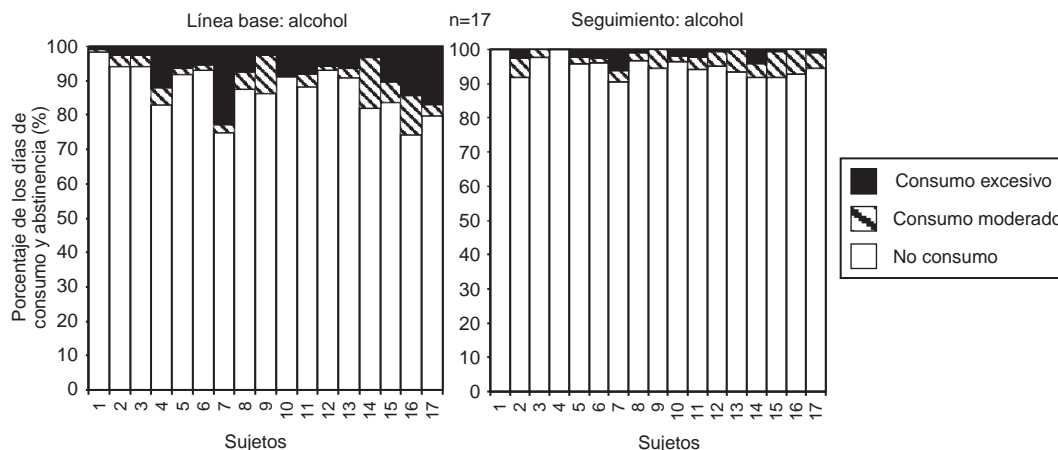 Línea base: alcohol
n=17
Seguimiento: alcohol
Porcentaje de los días de
consumo y abstinencia (%)
100
90
80
70
60
50
40
30
20
10
0
1 2 3 4 5 6 7 8 9 10 11 12 13 14 15 16 17
Sujetos
100
90
80
70
60
50
40
30
20
10
0
1 2 3 4 5 6 7 8 9 10 11 12 13 14 15 16 17
Sujetos
Consumo excesivo
Consumo moderado
No consumo